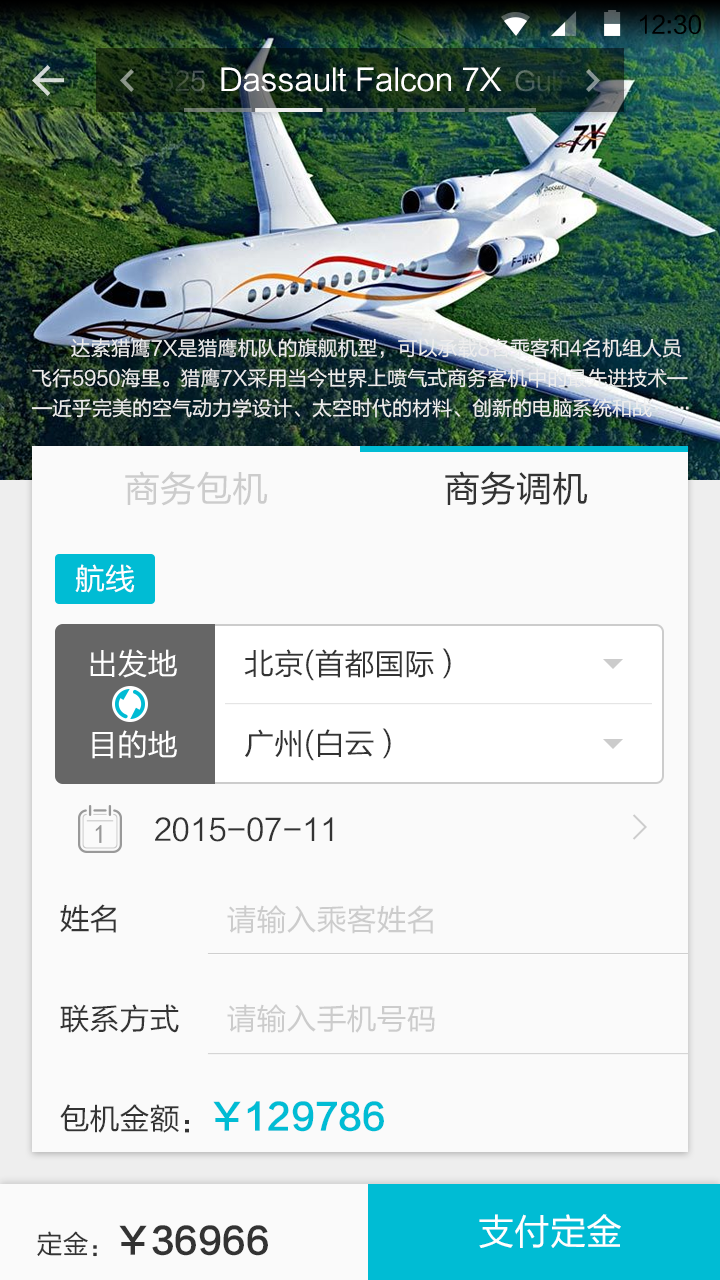 12:30
25 Dassault Falcon 7X Gulf
7X
DASSAULT
F-WSKY
达索猎鹰7X是猎鹰机队的旗舰机型，可以承载8名乘客和4名机组人员
飞行5950海里。猎鹰7X采用当今世界上喷气式商务客机中的最先进技术一
一近乎完美的空气动力学设计、太空时代的材料、创新的电脑系统和战…
商务包机 商务调机
航线
出发地 北京(首都国际 )
目的地 广州(白云 )
1 2015-07-11
姓名 请输入乘客姓名
联系方式 请输入手机号码
包机金额：￥129786
定金：￥36966 支付定金